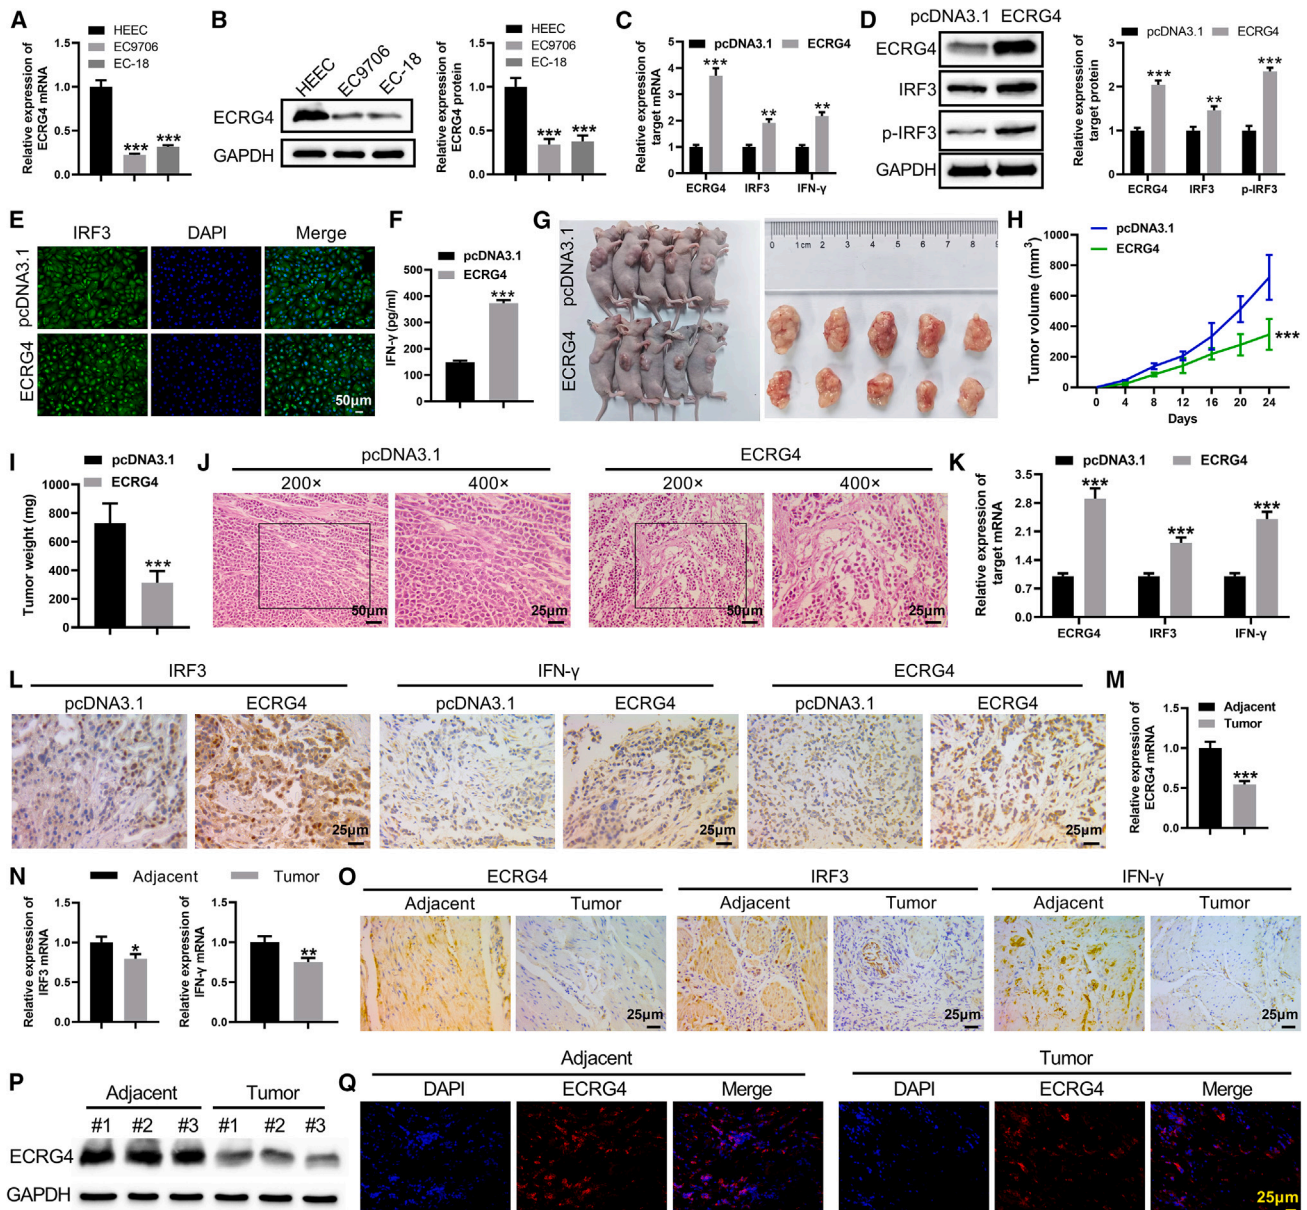 A
Relative expression of
ECRG4 mRNA
HEEC
EC9706
EC-18
1.5
1.0
0.5
0.0
***
***
B
HEEC
EC9706
EC-18
ECRG4
GAPDH
Relative expression of
ECRG4 protein
HEEC
EC9706
EC-18
1.5
1.0
0.5
0.0
***
***
C
pcDNA3.1
ECRG4
Relative expression of
target mRNA
5
4
3
2
1
0
***
**
**
ECRG4
IRF3
IFN-γ
D
pcDNA3.1 ECRG4
ECRG4
IRF3
p-IRF3
GAPDH
pcDNA3.1
ECRG4
Relative expression of
target protein
3
2
1
0
***
**
***
ECRG4
IRF3
p-IRF3
E
IRF3
DAPI
Merge
pcDNA3.1
ECRG4
50μm
F
pcDNA3.1
ECRG4
IFN-γ (pg/ml)
500
400
300
200
100
0
***
G
pcDNA3.1
ECRG4
0 1cm 2 3 4 5 6 7 8 9
H
pcDNA3.1
ECRG4
Tumor volume (mm³)
1000
800
600
400
200
0
***
0 4 8 12 16 20 24
Days
I
pcDNA3.1
ECRG4
Tumor weight (mg)
1000
800
600
400
200
0
***
J
pcDNA3.1
ECRG4
200×
400×
200×
400×
50μm
25μm
50μm
25μm
K
pcDNA3.1
ECRG4
Relative expression of
target mRNA
3.5
2.8
2.1
1.4
0.7
0.0
***
***
***
ECRG4
IRF3
IFN-γ
L
IRF3
IFN-γ
ECRG4
pcDNA3.1
ECRG4
pcDNA3.1
ECRG4
pcDNA3.1
ECRG4
25μm
25μm
25μm
M
Adjacent
Tumor
Relative expression of
ECRG4 mRNA
1.5
1.0
0.5
0.0
***
N
Adjacent
Tumor
Relative expression of
IRF3 mRNA
1.5
1.0
0.5
0.0
*
Relative expression of
IFN-γ mRNA
1.5
1.0
0.5
0.0
**
O
ECRG4
IRF3
IFN-γ
Adjacent
Tumor
Adjacent
Tumor
Adjacent
Tumor
25μm
25μm
25μm
P
Adjacent
Tumor
#1 #2 #3 #1 #2 #3
ECRG4
GAPDH
Q
Adjacent
Tumor
DAPI
ECRG4
Merge
DAPI
ECRG4
Merge
25μm